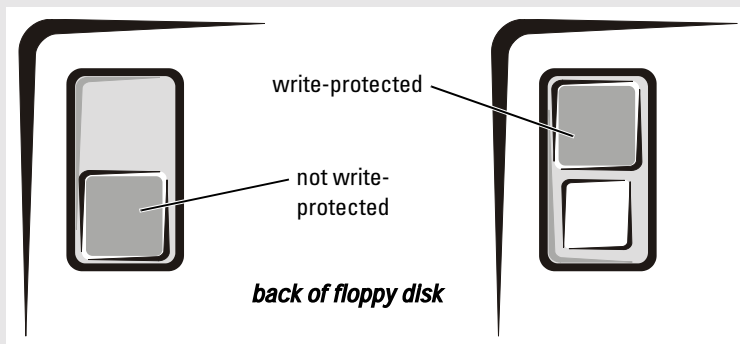 write-protected
not write-
protected
back of floppy disk